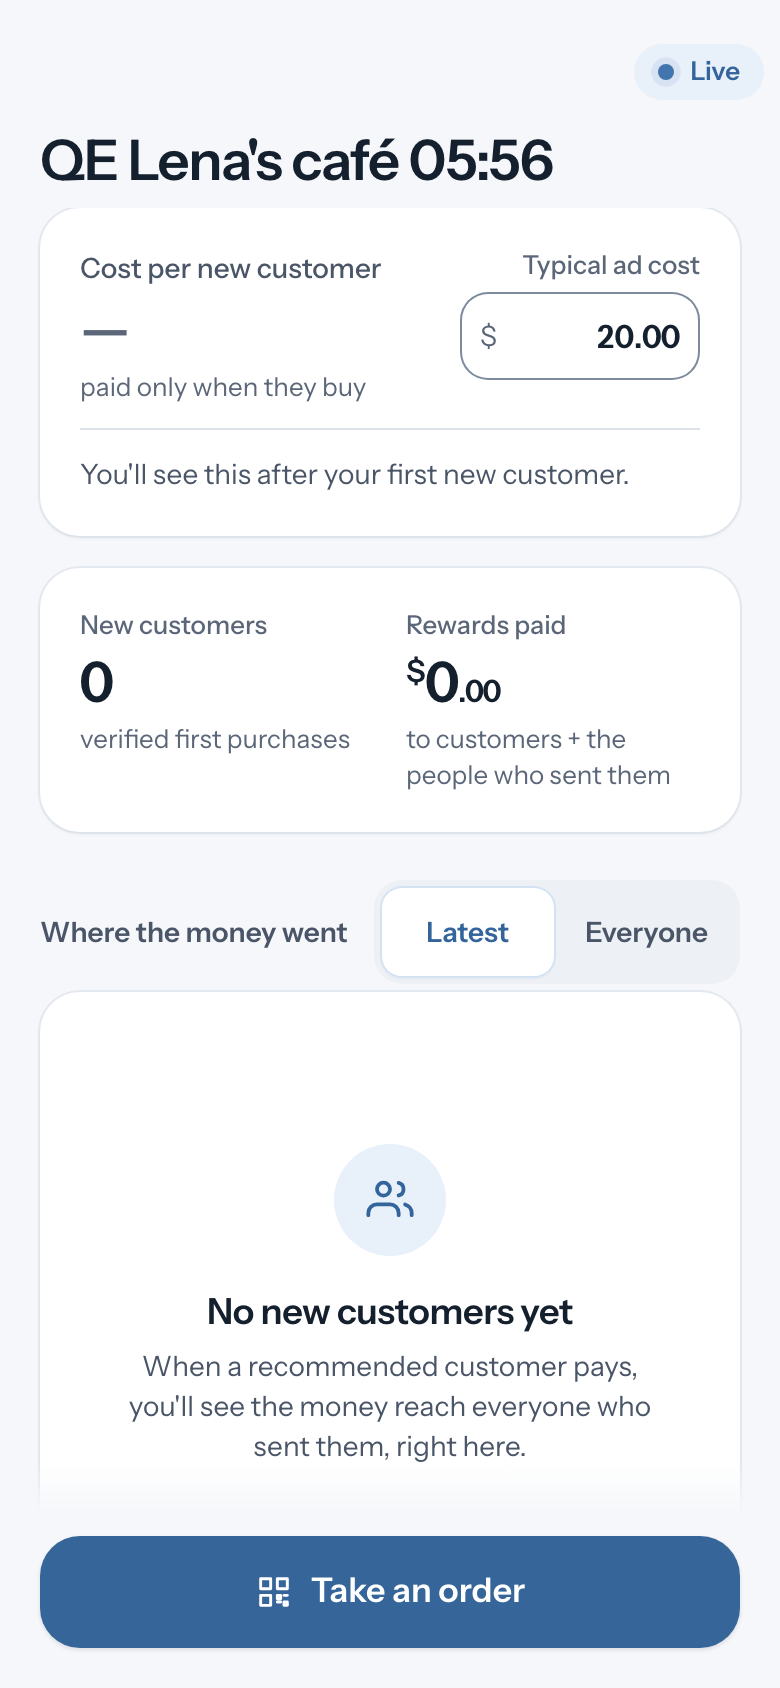 Live
QE Lena's café 05:56
Cost per new customer
—
paid only when they buy
Typical ad cost
$ 20.00
You'll see this after your first new customer.
New customers
0
verified first purchases
Rewards paid
$0.00
to customers + the
people who sent them
Where the money went
Latest
Everyone
No new customers yet
When a recommended customer pays,
you'll see the money reach everyone who
sent them, right here.
Take an order